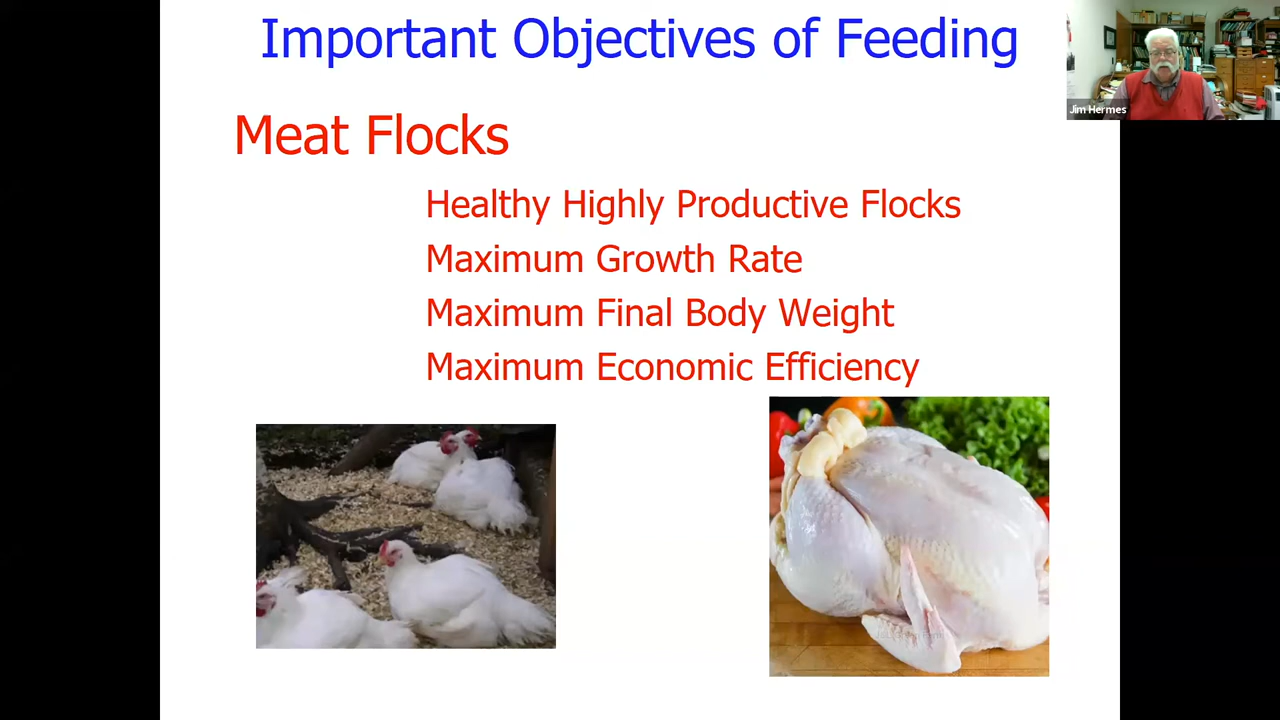 Important Objectives of Feeding
Jim Hermes
Meat Flocks
Healthy Highly Productive Flocks
Maximum Growth Rate
Maximum Final Body Weight
Maximum Economic Efficiency